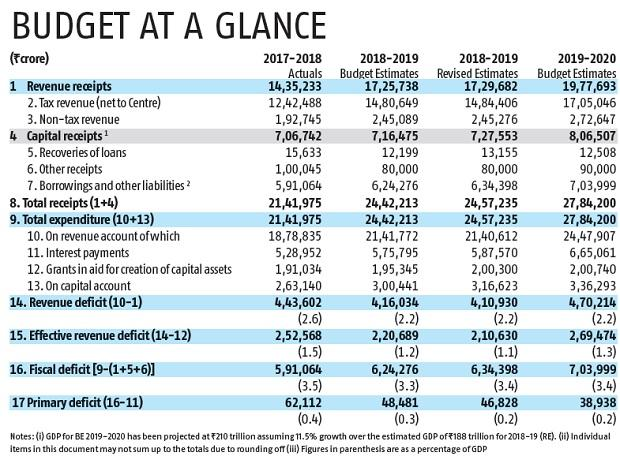 BUDGET AT A GLANCE
(₹crore) 2017-2018 2018-2019 2018-2019 2019-2020
Actuals Budget Estimates Revised Estimates Budget Estimates
1 Revenue receipts 14,35,233 17,25,738 17,29,682 19,77,693
2. Tax revenue (net to Centre) 12,42,488 14,80,649 14,84,406 17,05,046
3. Non-tax revenue 1,92,745 2,45,089 2,45,276 2,72,647
4 Capital receipts ¹ 7,06,742 7,16,475 7,27,553 8,06,507
5. Recoveries of loans 15,633 12,199 13,155 12,508
6. Other receipts 1,00,045 80,000 80,000 90,000
7. Borrowings and other liabilities ² 5,91,064 6,24,276 6,34,398 7,03,999
8. Total receipts (1+4) 21,41,975 24,42,213 24,57,235 27,84,200
9. Total expenditure (10+13) 21,41,975 24,42,213 24,57,235 27,84,200
10. On revenue account of which 18,78,835 21,41,772 21,40,612 24,47,907
11. Interest payments 5,28,952 5,75,795 5,87,570 6,65,061
12. Grants in aid for creation of capital assets 1,91,034 1,95,345 2,00,300 2,00,740
13. On capital account 2,63,140 3,00,441 3,16,623 3,36,293
14. Revenue deficit (10-1) 4,43,602 4,16,034 4,10,930 4,70,214
(2.6) (2.2) (2.2) (2.2)
15. Effective revenue deficit (14-12) 2,52,568 2,20,689 2,10,630 2,69,474
(1.5) (1.2) (1.1) (1.3)
16. Fiscal deficit [9-(1+5+6)] 5,91,064 6,24,276 6,34,398 7,03,999
(3.5) (3.3) (3.4) (3.4)
17 Primary deficit (16-11) 62,112 48,481 46,828 38,938
(0.4) (0.3) (0.2) (0.2)
Notes: (i) GDP for BE 2019-2020 has been projected at ₹210 trillion assuming 11.5% growth over the estimated GDP of ₹188 trillion for 2018-19 (RE). (ii) Individual
items in this document may not sum up to the totals due to rounding off (iii) Figures in parenthesis are as a percentage of GDP